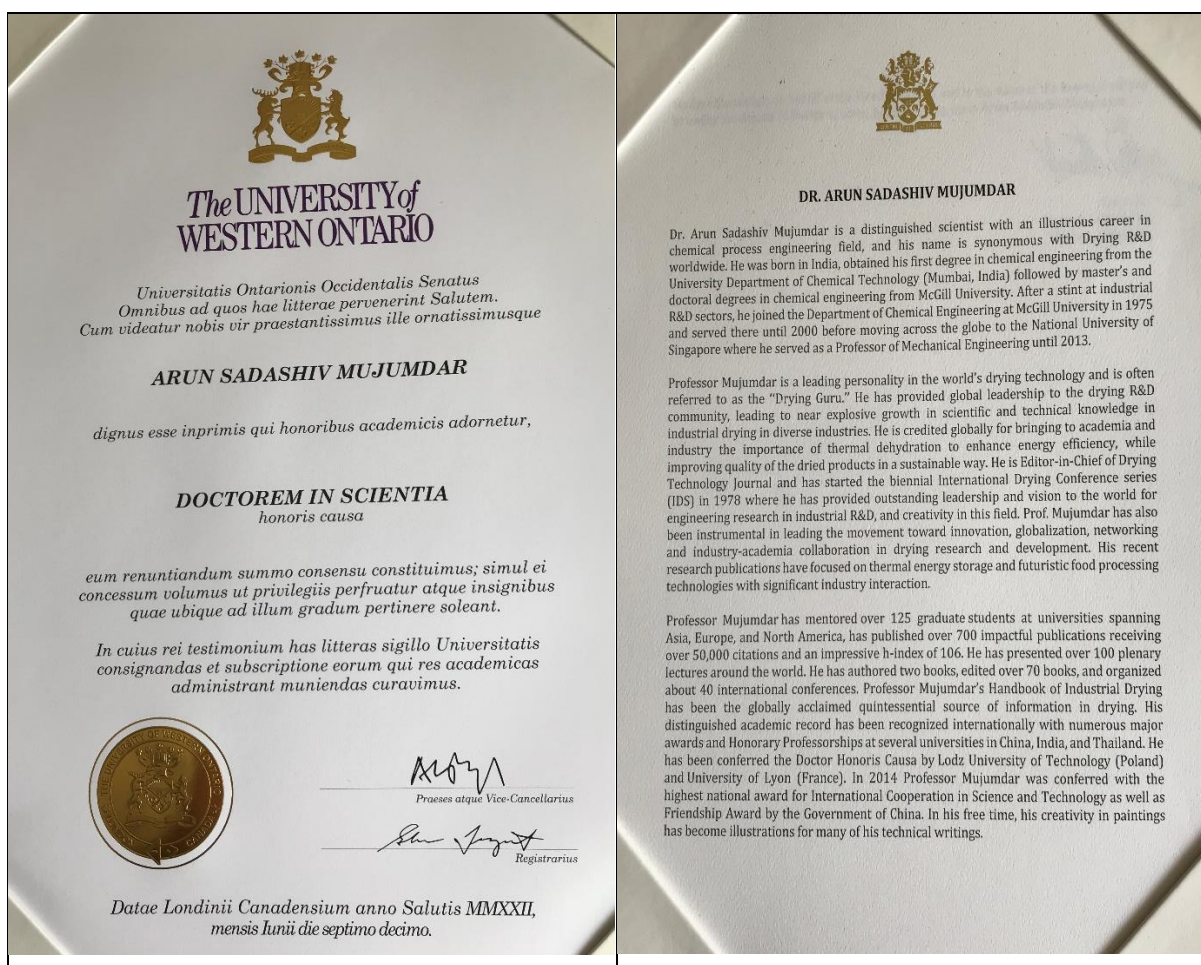 The UNIVERSITY of
WESTERN ONTARIO
Universitatis Ontarionis Occidentalis Senatus
Omnibus ad quos hae litterae pervenerint Salutem.
Cum videatur nobis vir praestantissimus ille ornatissimusque
ARUN SADASHIV MUJUMDAR
dignus esse inprimis qui honoribus academicis adornetur,
DOCTOREM IN SCIENTIA
honoris causa
eum renuntiandum summo consensu constituimus; simul ei
concessum volumus ut privilegiis perfruatur atque insignibus
quae ubique ad illum gradum pertinere soleant.
In cuius rei testimonium has litteras sigillo Universitatis
consignandas et subscriptione eorum qui res academicas
administrant muniendas curavimus.
THE UNIVERSITY OF WESTERN ONTARIO
CANADA
Praeses atque Vice-Cancellarius
Registrarius
Datae Londinii Canadensium anno Salutis MMXXII,
mensis Iunii die septimo decimo.
DR. ARUN SADASHIV MUJUMDAR
Dr. Arun Sadashiv Mujumdar is a distinguished scientist with an illustrious career in
chemical process engineering field, and his name is synonymous with Drying R&D
worldwide. He was born in India, obtained his first degree in chemical engineering from the
University Department of Chemical Technology (Mumbai, India) followed by master's and
doctoral degrees in chemical engineering from McGill University. After a stint at industrial
R&D sectors, he joined the Department of Chemical Engineering at McGill University in 1975
and served there until 2000 before moving across the globe to the National University of
Singapore where he served as a Professor of Mechanical Engineering until 2013.
Professor Mujumdar is a leading personality in the world's drying technology and is often
referred to as the "Drying Guru." He has provided global leadership to the drying R&D
community, leading to near explosive growth in scientific and technical knowledge in
industrial drying in diverse industries. He is credited globally for bringing to academia and
industry the importance of thermal dehydration to enhance energy efficiency, while
improving quality of the dried products in a sustainable way. He is Editor-in-Chief of Drying
Technology Journal and has started the biennial International Drying Conference series
(IDS) in 1978 where he has provided outstanding leadership and vision to the world for
engineering research in industrial R&D, and creativity in this field. Prof. Mujumdar has also
been instrumental in leading the movement toward innovation, globalization, networking
and industry-academia collaboration in drying research and development. His recent
research publications have focused on thermal energy storage and futuristic food processing
technologies with significant industry interaction.
Professor Mujumdar has mentored over 125 graduate students at universities spanning
Asia, Europe, and North America, has published over 700 impactful publications receiving
over 50,000 citations and an impressive h-index of 106. He has presented over 100 plenary
lectures around the world. He has authored two books, edited over 70 books, and organized
about 40 international conferences. Professor Mujumdar's Handbook of Industrial Drying
has been the globally acclaimed quintessential source of information in drying. His
distinguished academic record has been recognized internationally with numerous major
awards and Honorary Professorships at several universities in China, India, and Thailand. He
has been conferred the Doctor Honoris Causa by Lodz University of Technology (Poland)
and University of Lyon (France). In 2014 Professor Mujumdar was conferred with the
highest national award for International Cooperation in Science and Technology as well as
Friendship Award by the Government of China. In his free time, his creativity in paintings
has become illustrations for many of his technical writings.